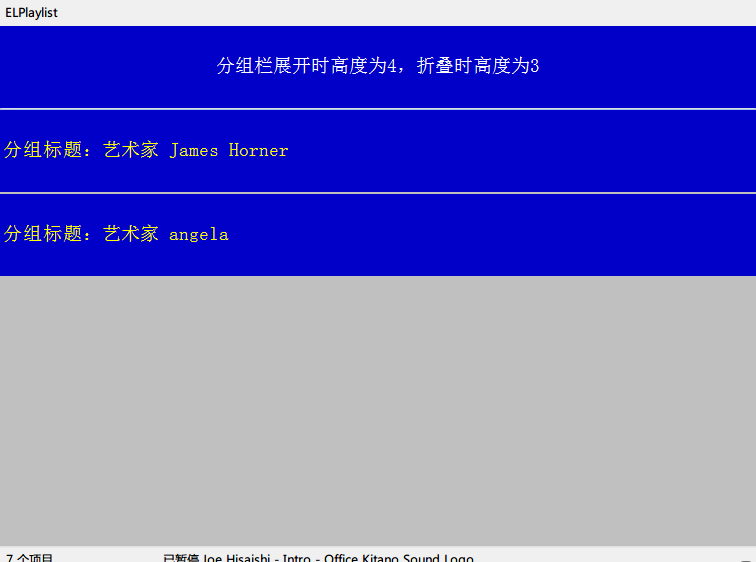 ELPlaylist
分组栏展开时高度为4，折叠时高度为3
分组标题：艺术家 James Horner
分组标题：艺术家 angela
7 个项目 已暂停 Joe Hisaishi - Intro - Office Kitano Sound Logo